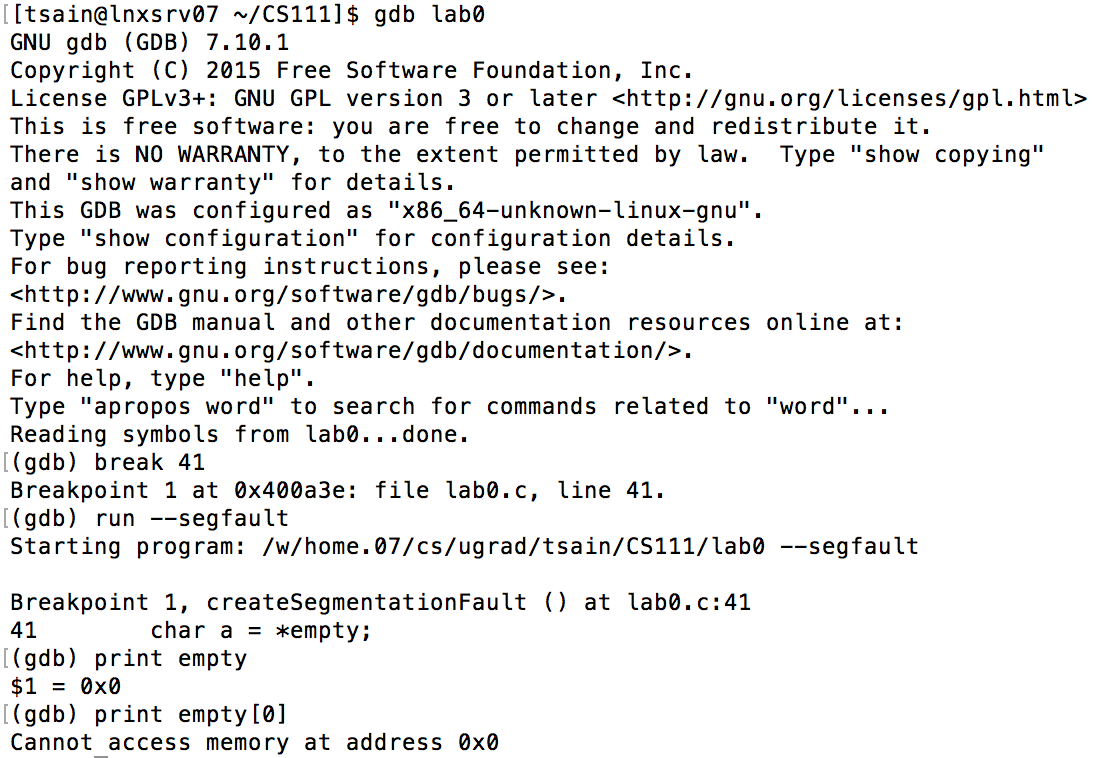 [[tsain@lnxsrv07 ~/CS111]$ gdb lab0
GNU gdb (GDB) 7.10.1
Copyright (C) 2015 Free Software Foundation, Inc.
License GPLv3+: GNU GPL version 3 or later <http://gnu.org/licenses/gpl.html>
This is free software: you are free to change and redistribute it.
There is NO WARRANTY, to the extent permitted by law.  Type "show copying"
and "show warranty" for details.
This GDB was configured as "x86_64-unknown-linux-gnu".
Type "show configuration" for configuration details.
For bug reporting instructions, please see:
<http://www.gnu.org/software/gdb/bugs/>.
Find the GDB manual and other documentation resources online at:
<http://www.gnu.org/software/gdb/documentation/>.
For help, type "help".
Type "apropos word" to search for commands related to "word"...
Reading symbols from lab0...done.
[(gdb) break 41
Breakpoint 1 at 0x400a3e: file lab0.c, line 41.
[(gdb) run --segfault
Starting program: /w/home.07/cs/ugrad/tsain/CS111/lab0 --segfault

Breakpoint 1, createSegmentationFault () at lab0.c:41
41        char a = *empty;
[(gdb) print empty
$1 = 0x0
[(gdb) print empty[0]
Cannot access memory at address 0x0